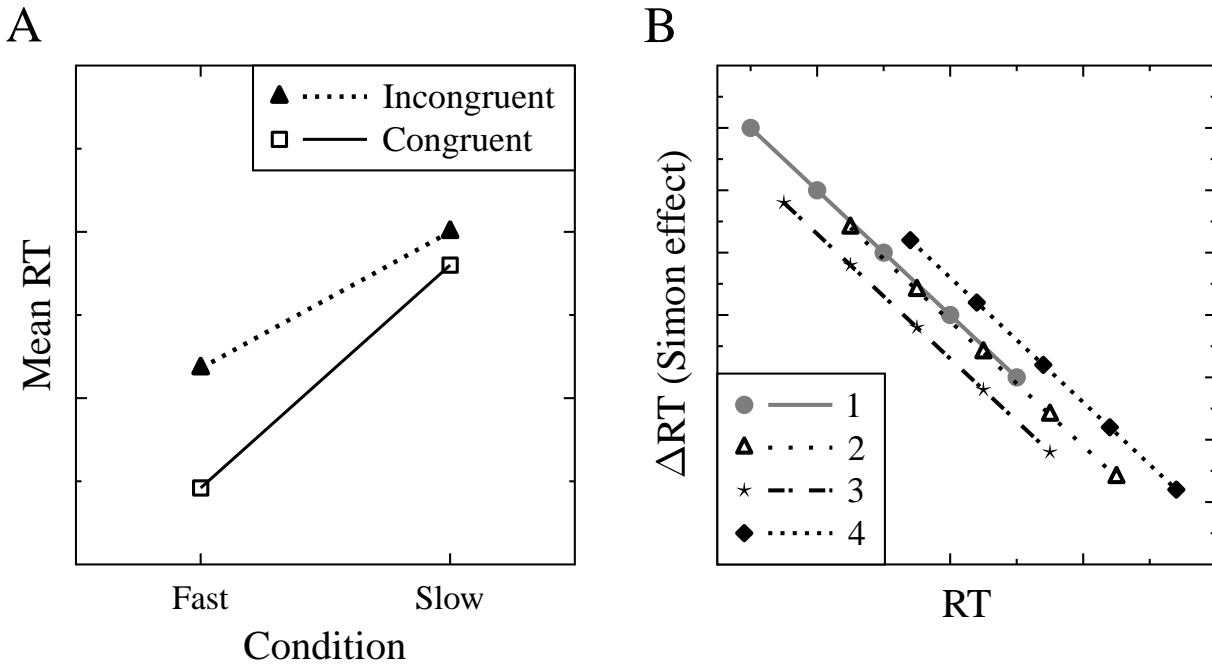 A
Mean RT
Incongruent
Congruent
Fast
Slow
Condition
B
ΔRT (Simon effect)
1
2
3
4
RT